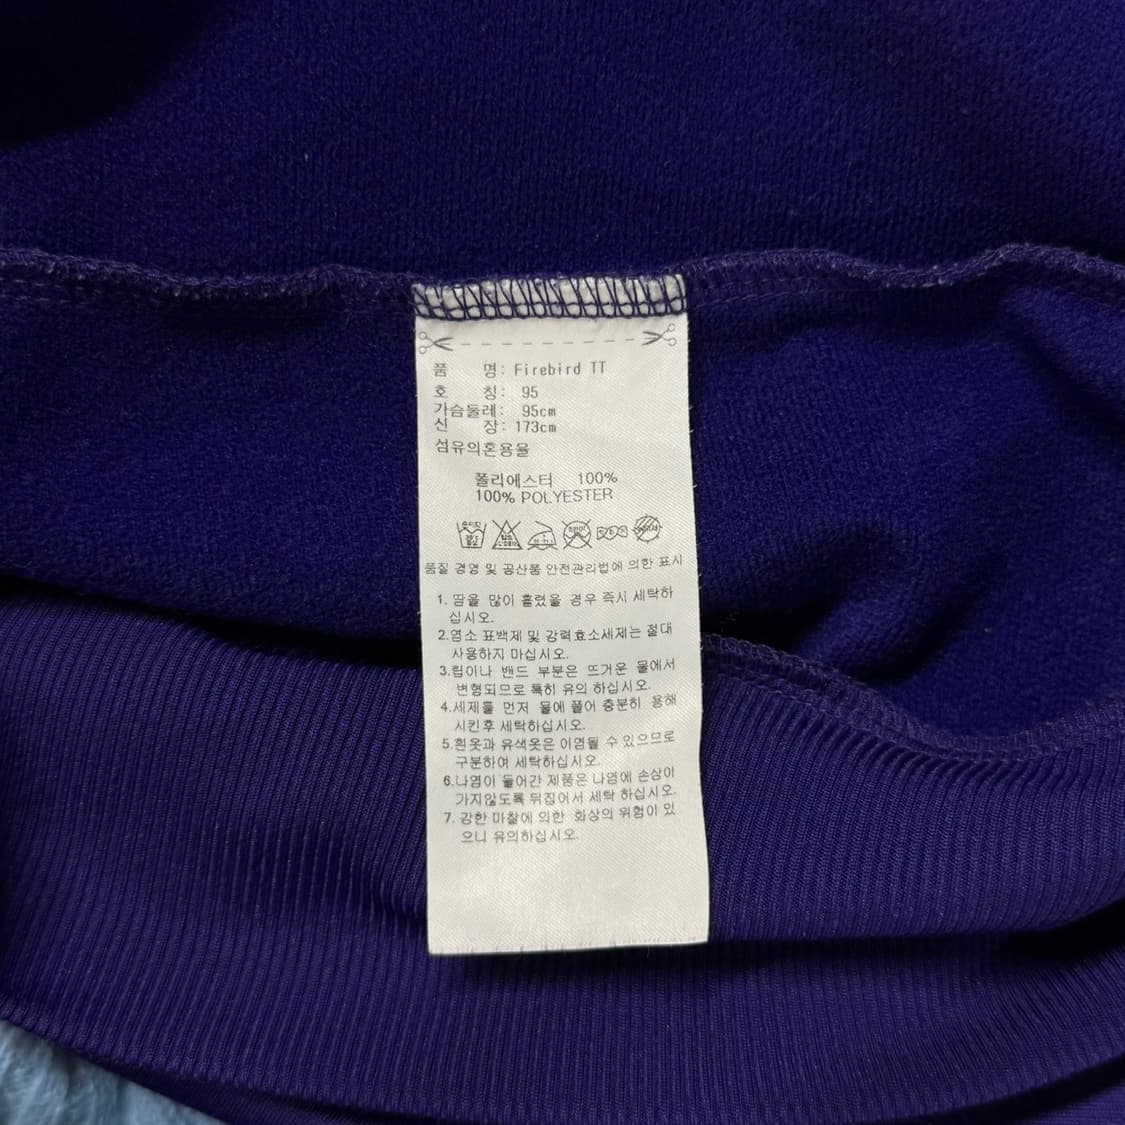 품 명: Firebird TT
호 칭: 95
가슴둘레: 95cm
신 장: 173cm
섬유의혼용율
폴리에스터 100%
100% POLYESTER
품질 경영 및 공산품 안전관리법에 의한 표시
1. 땀을 많이 흘렸을 경우 즉시 세탁하
십시오.
2.염소 표백제 및 강력효소세제는 절대
사용하지 마십시오.
3.립이나 밴드 부분은 뜨거운 물에서
변형되므로 특히 유의 하십시오.
4.세제를 먼저 물에 풀어 충분히 용해
시킨후 세탁하십시오.
5.흰옷과 유색옷은 이염될 수 있으므로
구분하여 세탁하십시오.
6.나염이 들어간 제품은 나염에 손상이
가지않도록 뒤집어서 세탁 하십시오.
7. 강한 마찰에 의한 화상의 위험이 있
으니 유의하십시오.